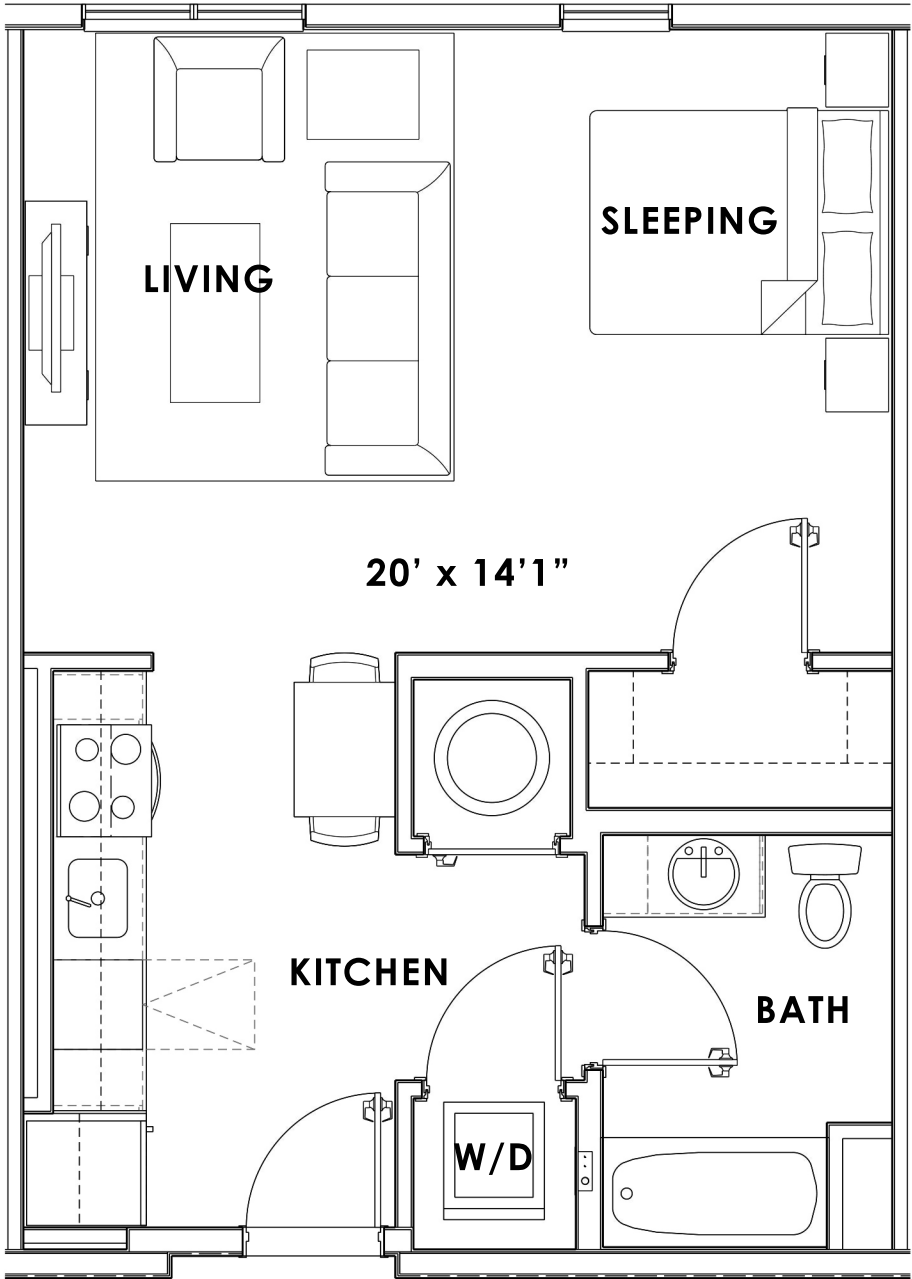 SLEEPING
LIVING
20’ x 14’1”
KITCHEN
BATH
W/D